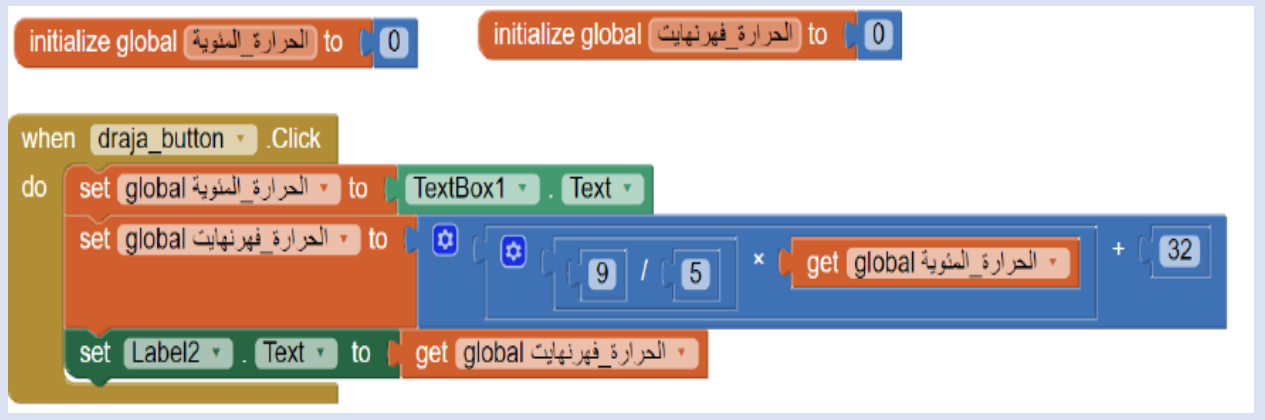 initialize global الحرارة_المئوية to 0
initialize global الحرارة_فهرنهايت to 0
when draja_button .Click
do set global الحرارة_المئوية to TextBox1 . Text
set global الحرارة_فهرنهايت to 9 / 5 × get global الحرارة_المئوية + 32
set Label2 . Text to get global الحرارة_فهرنهايت